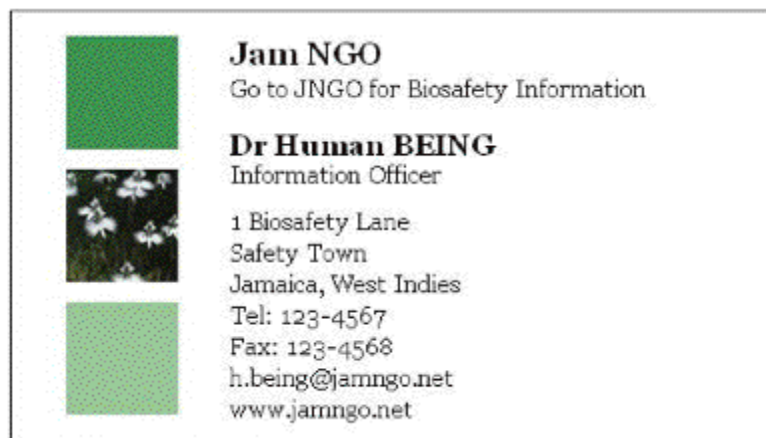 Jam NGO
Go to JNGO for Biosafety Information
Dr Human BEING
Information Officer
1 Biosafety Lane
Safety Town
Jamaica, West Indies
Tel: 123-4567
Fax: 123-4568
h.being@jamngo.net
www.jamngo.net